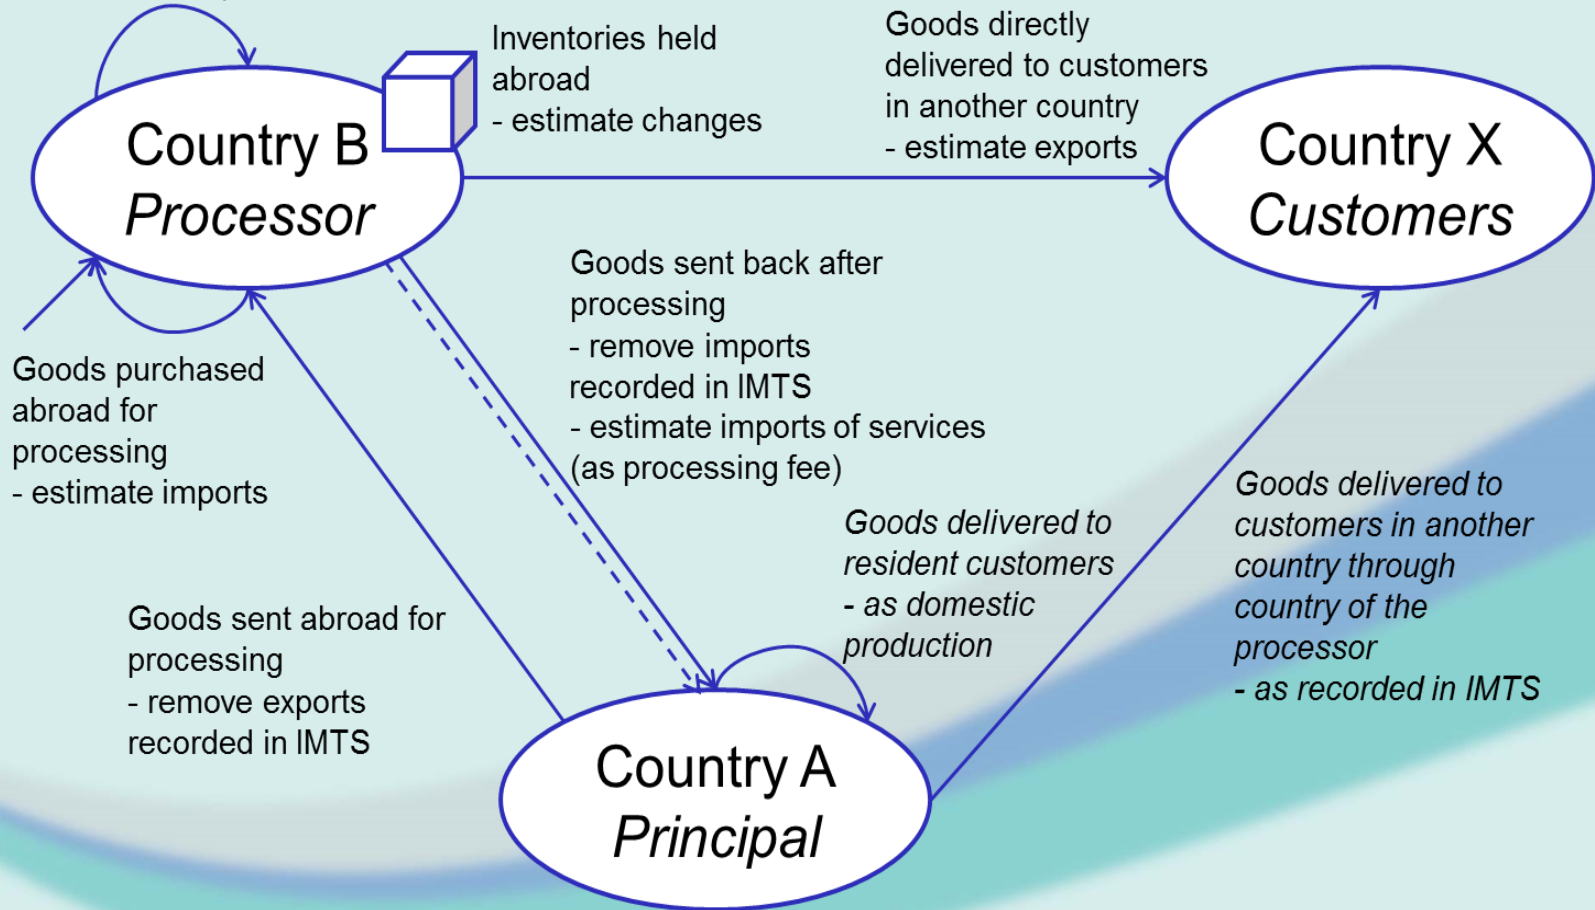 Inventories held
abroad
- estimate changes
Goods directly
delivered to customers
in another country
- estimate exports
Country B
Processor
Country X
Customers
Goods sent back after
processing
- remove imports
recorded in IMTS
- estimate imports of services
(as processing fee)
Goods purchased
abroad for
processing
- estimate imports
Goods delivered to
resident customers
- as domestic
production
Goods delivered to
customers in another
country through
country of the
processor
- as recorded in IMTS
Goods sent abroad for
processing
- remove exports
recorded in IMTS
Country A
Principal